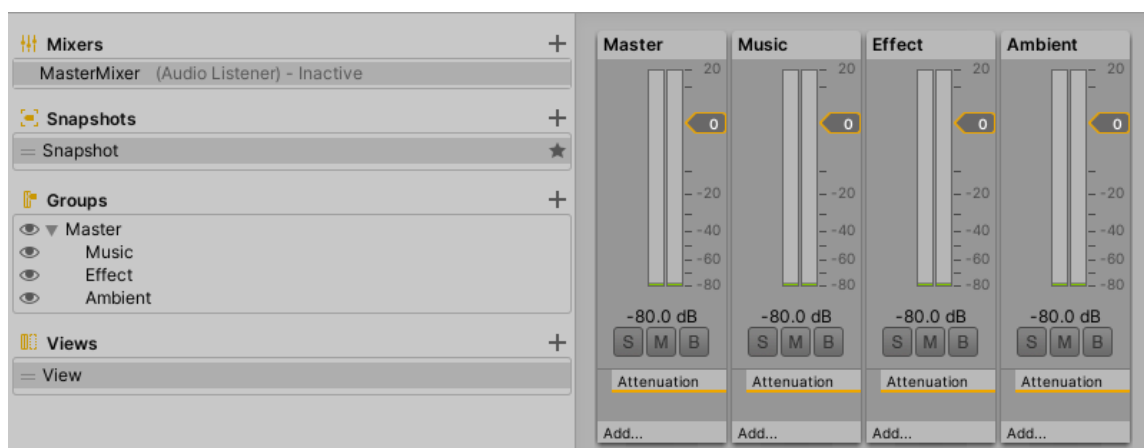 Mixers
MasterMixer (Audio Listener) - Inactive
Snapshots
Snapshot
Groups
Master
Music
Effect
Ambient
Views
View
Master
20
0
-20
-40
-60
-80
-80.0 dB
S M B
Attenuation
Add...
Music
20
0
-20
-40
-60
-80
-80.0 dB
S M B
Attenuation
Add...
Effect
20
0
-20
-40
-60
-80
-80.0 dB
S M B
Attenuation
Add...
Ambient
20
0
-20
-40
-60
-80
-80.0 dB
S M B
Attenuation
Add...